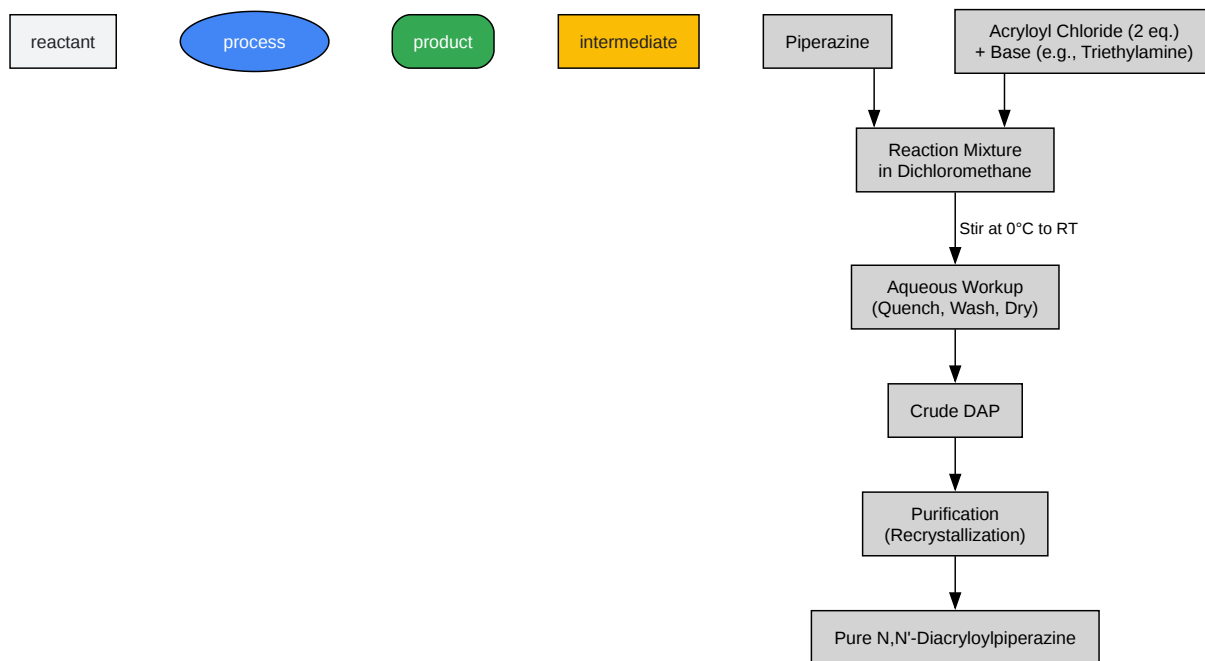 reactant
process
product
intermediate
Piperazine
Acryloyl Chloride (2 eq.)
+ Base (e.g., Triethylamine)
Reaction Mixture
in Dichloromethane
Stir at 0°C to RT
Aqueous Workup
(Quench, Wash, Dry)
Crude DAP
Purification
(Recrystallization)
Pure N,N'-Diacryloylpiperazine